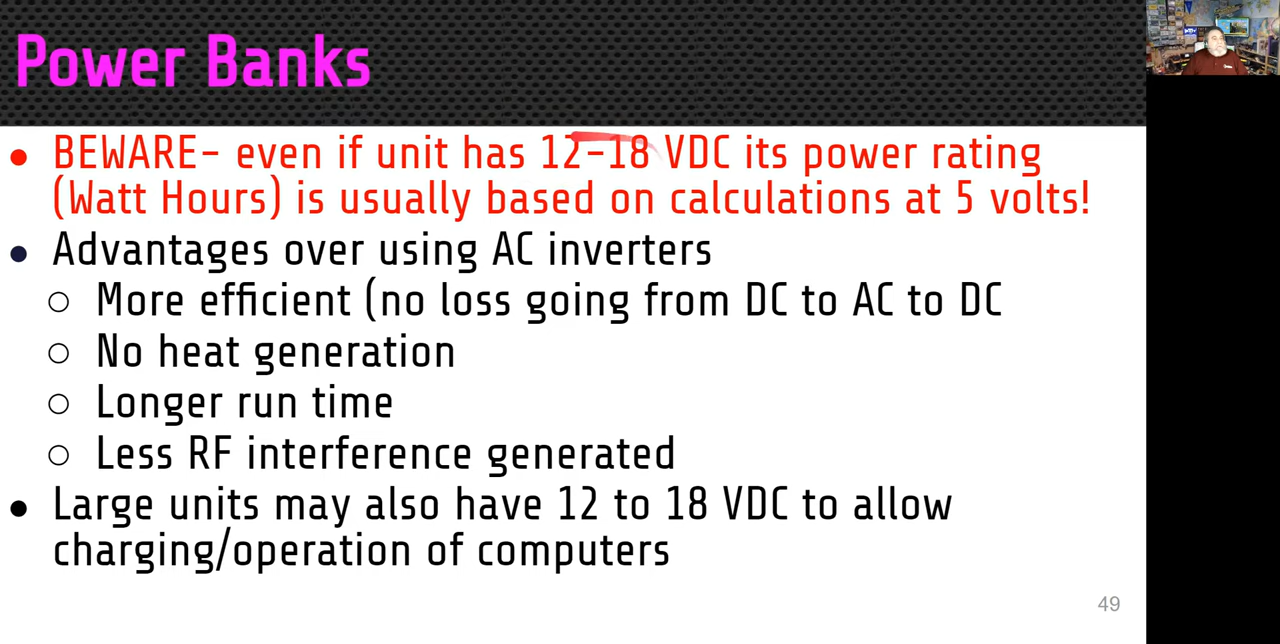 Power Banks
BEWARE- even if unit has 12-18 VDC its power rating
(Watt Hours) is usually based on calculations at 5 volts!
Advantages over using AC inverters
More efficient (no loss going from DC to AC to DC
No heat generation
Longer run time
Less RF interference generated
Large units may also have 12 to 18 VDC to allow
charging/operation of computers
49